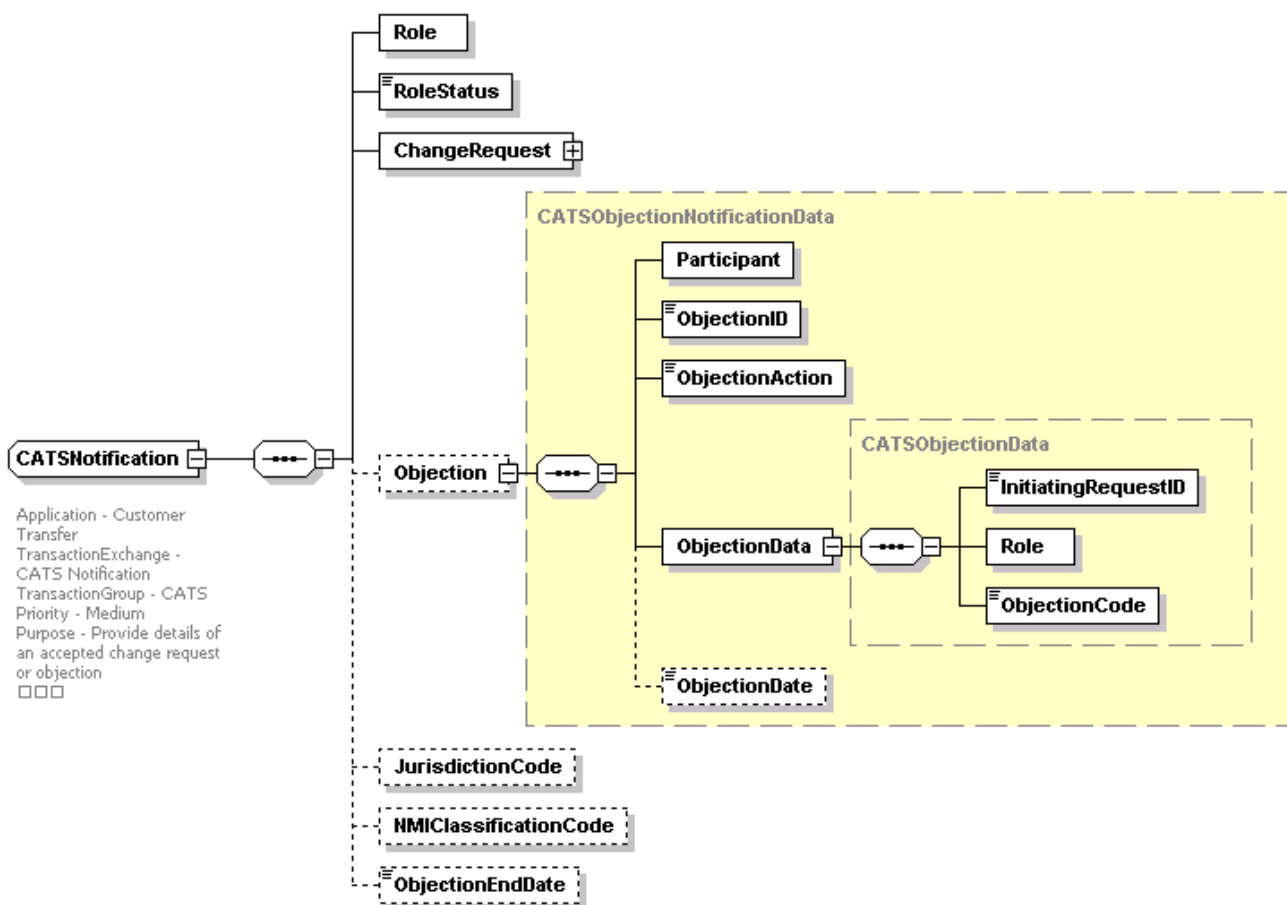 Role
RoleStatus
ChangeRequest
CATSObjectionNotificationData
Participant
ObjectionID
ObjectionAction
CATSObjectionData
CATSNotification
Objection
InitiatingRequestID
ObjectionData
Role
ObjectionCode
Application - Customer
Transfer
TransactionExchange -
CATS Notification
TransactionGroup - CATS
Priority - Medium
Purpose - Provide details of
an accepted change request
or objection
ObjectionDate
JurisdictionCode
NMIClassificationCode
ObjectionEndDate